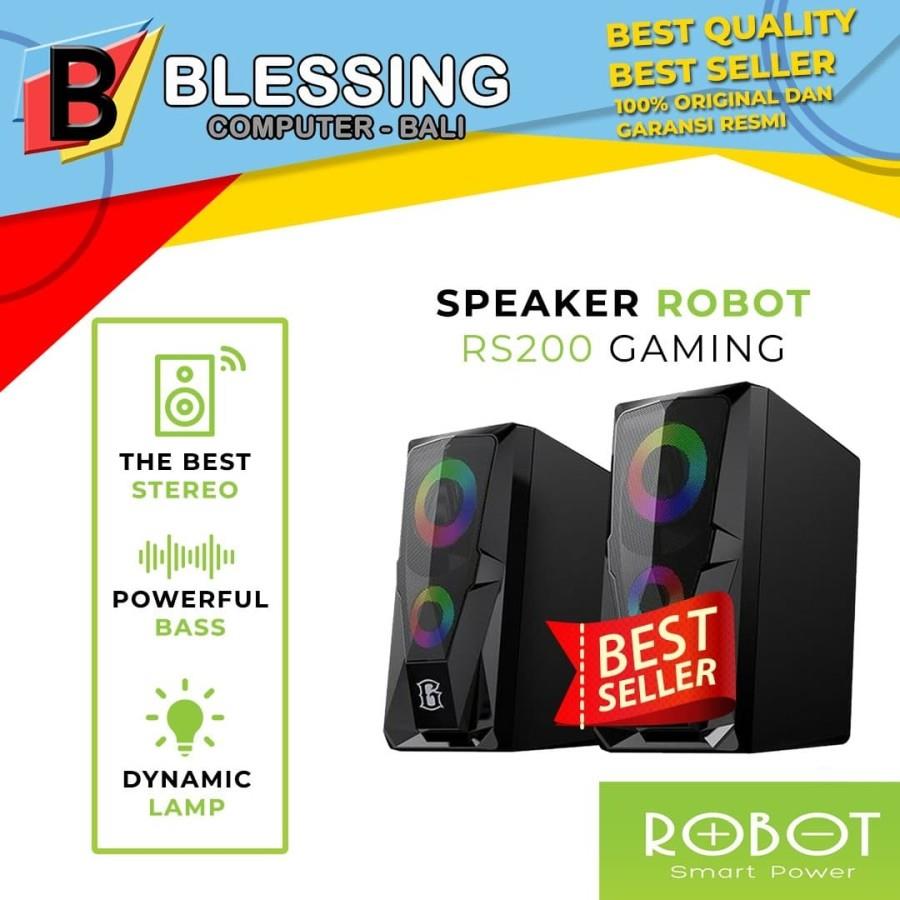 B BLESSING
COMPUTER - BALI
BEST QUALITY
BEST SELLER
100% ORIGINAL DAN
GARANSI RESMI
SPEAKER ROBOT
RS200 GAMING
THE BEST
STEREO
POWERFUL
BASS
DYNAMIC
LAMP
BEST
SELLER
ROBOT
Smart Power